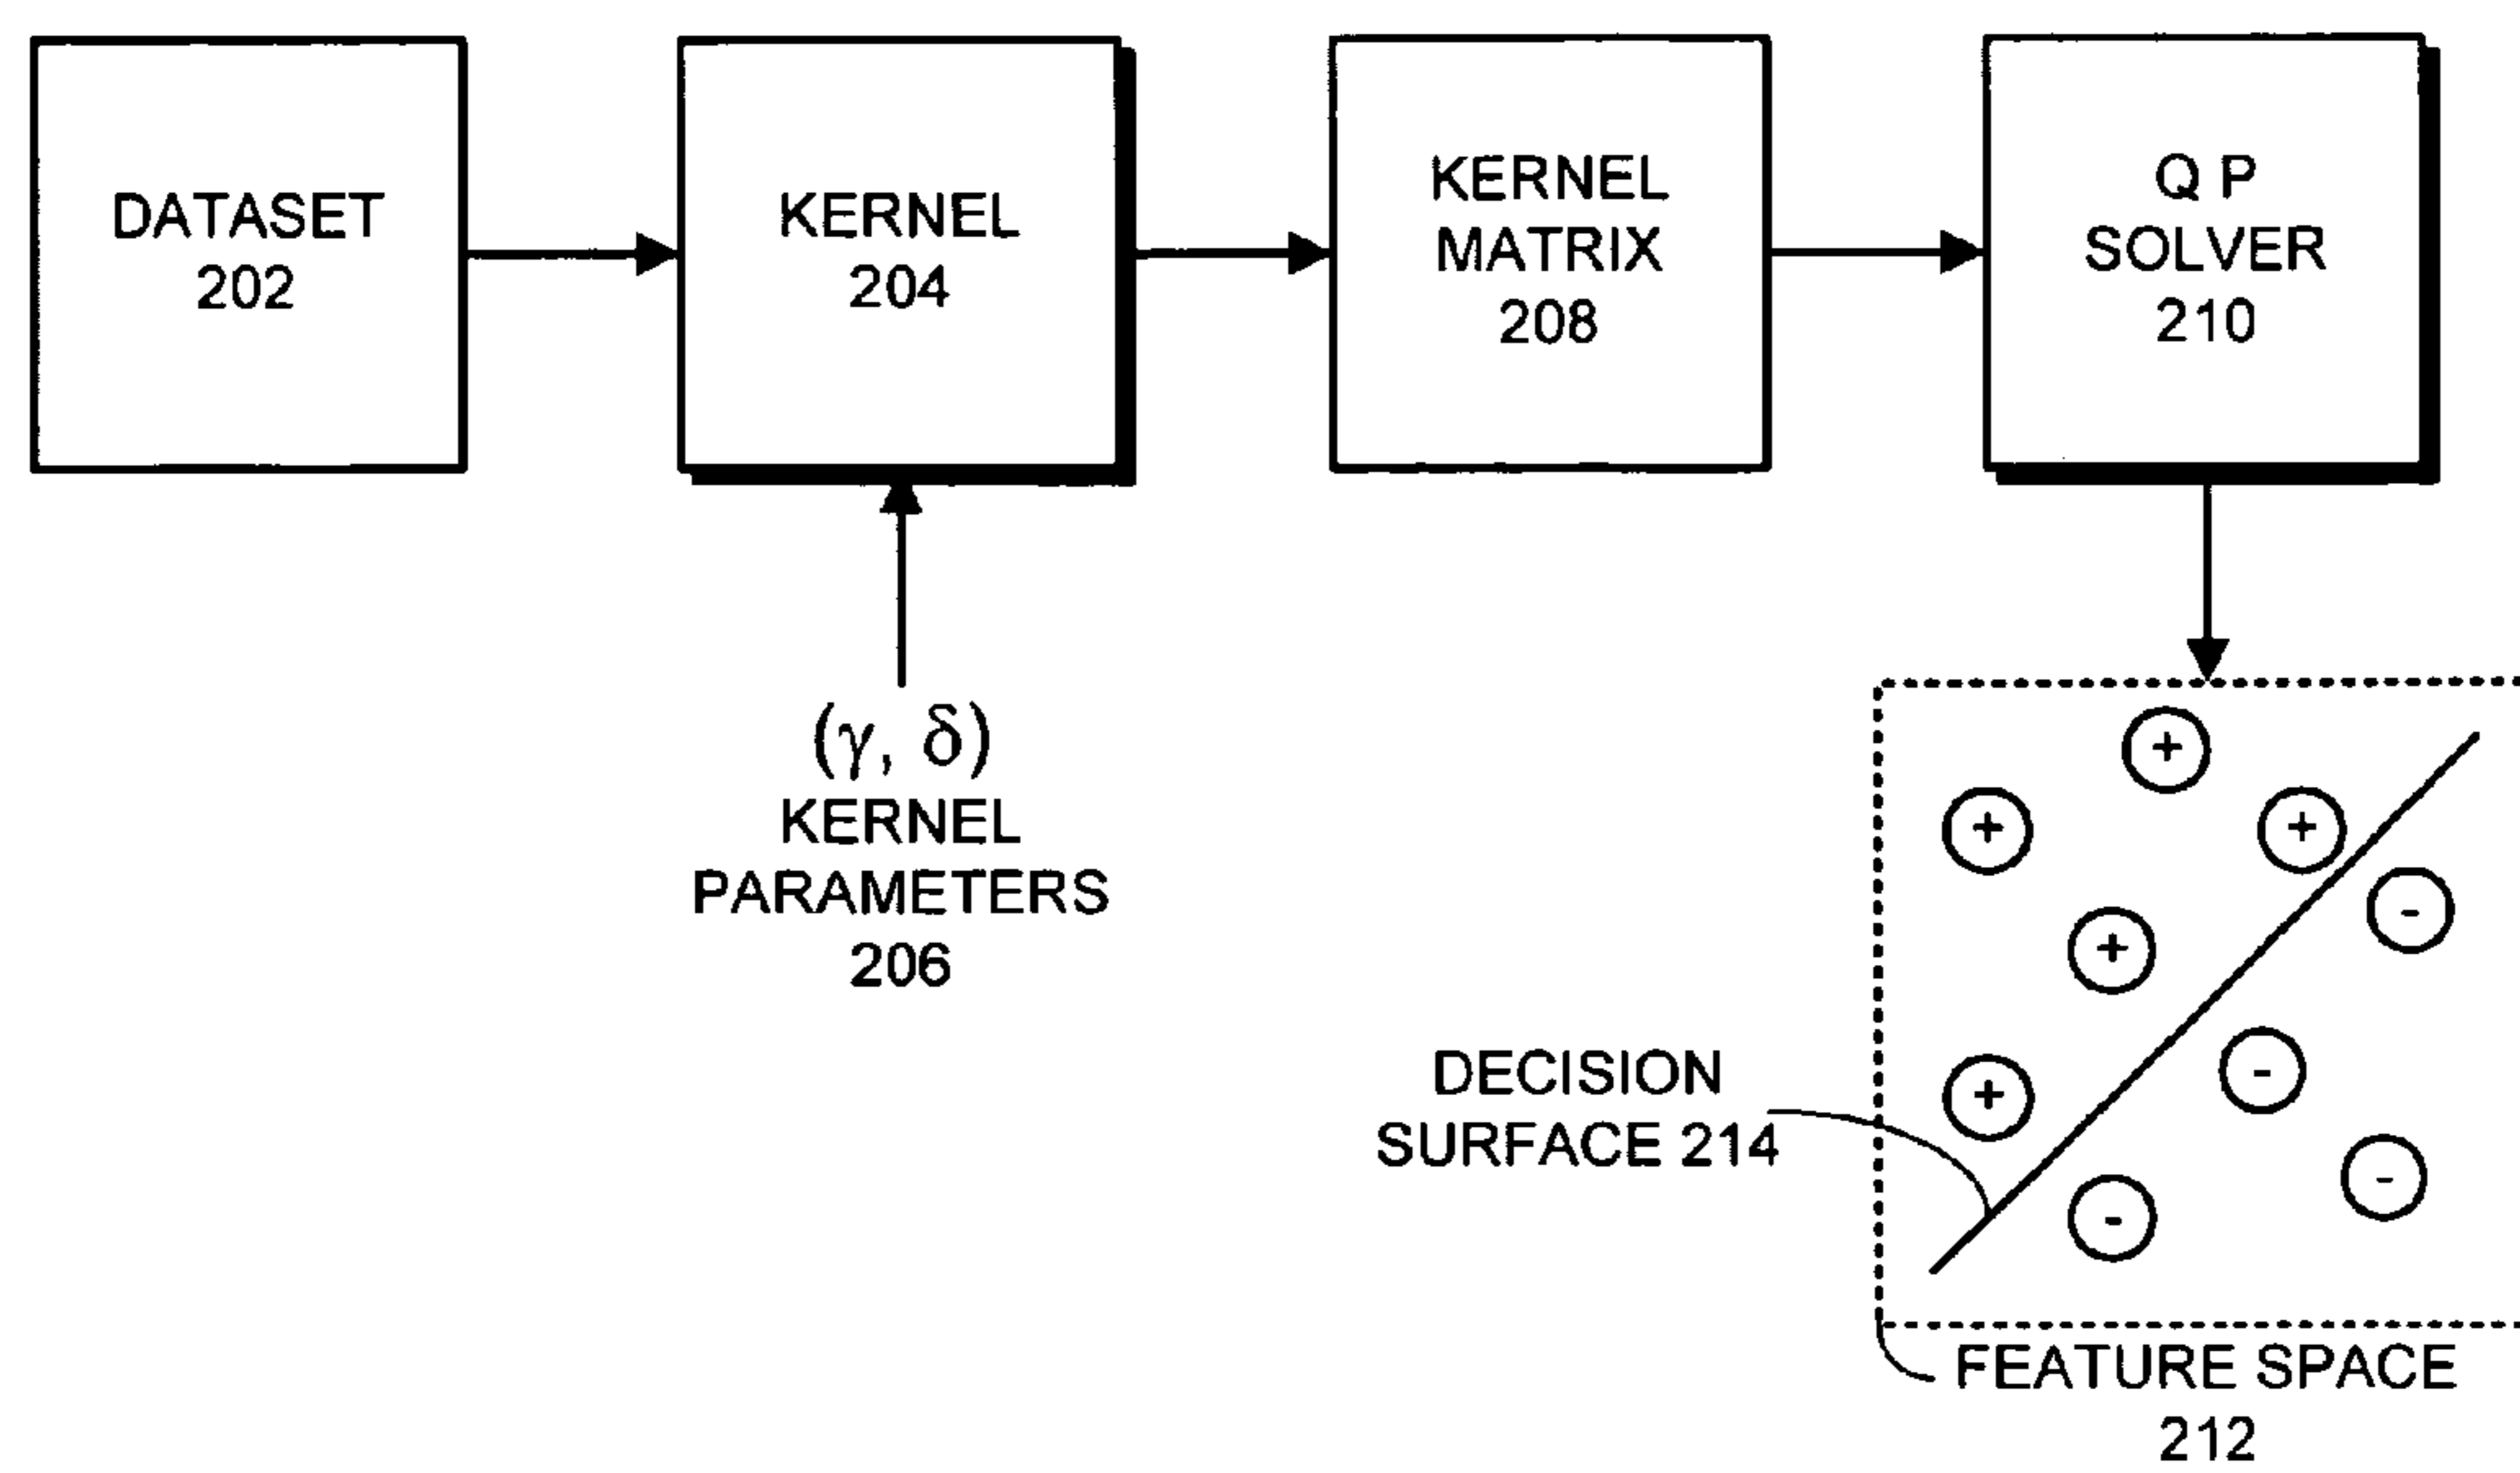 DATASET
202
KERNEL
204
KERNEL
MATRIX
208
Q P
SOLVER
210
(γ, δ)
KERNEL
PARAMETERS
206
+
+
+
-
+
DECISION
SURFACE 214
-
+
-
-
FEATURE SPACE
212